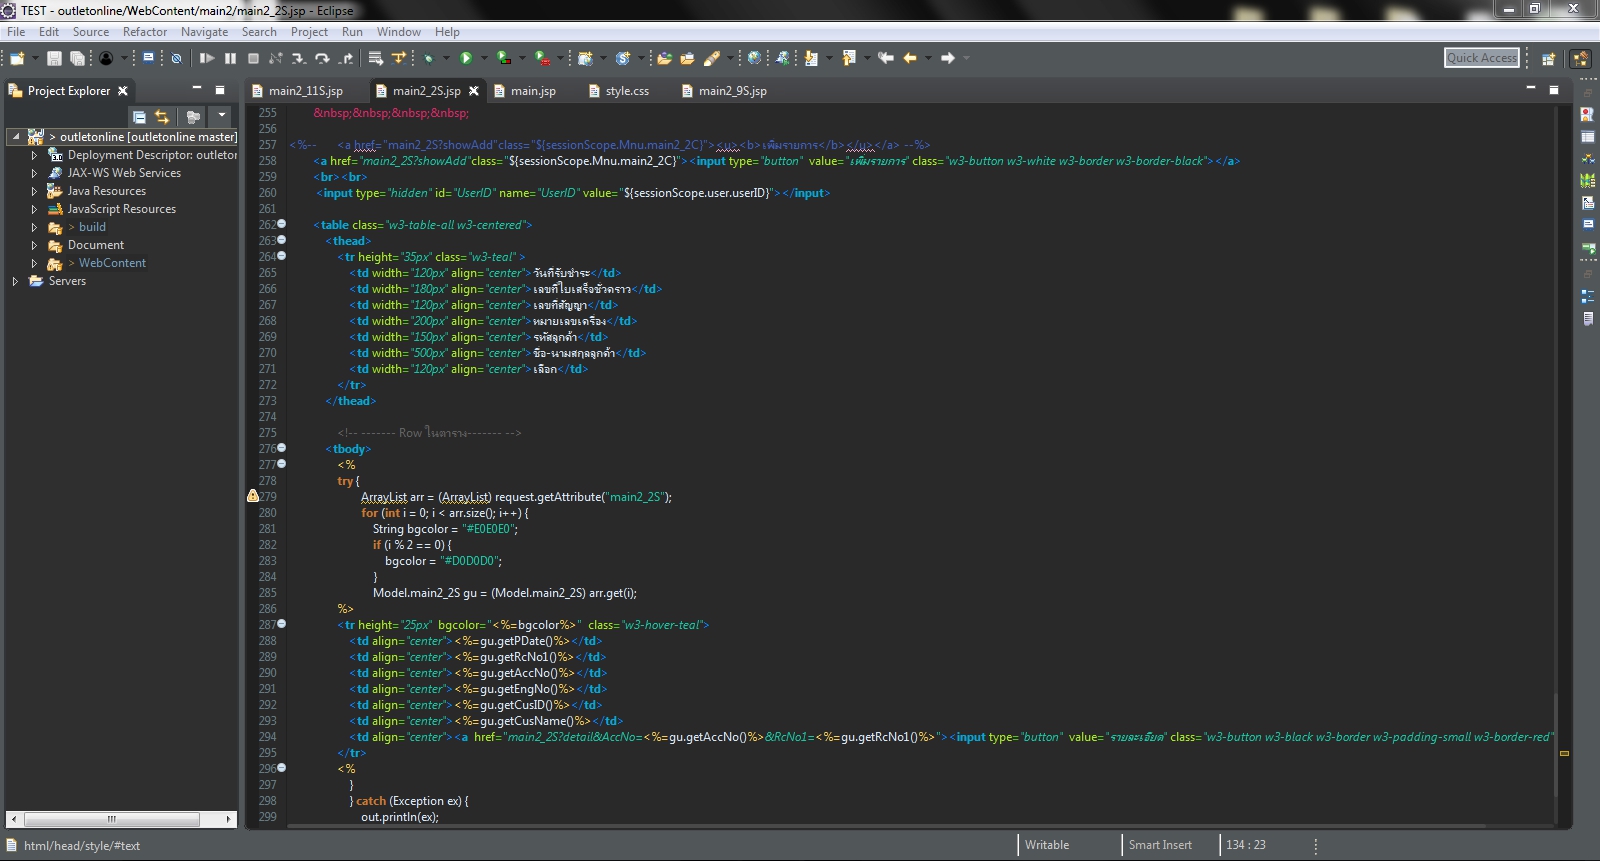 TEST - outletonline/WebContent/main2/main2_2S.jsp - Eclipse
File Edit Source Refactor Navigate Search Project Run Window Help
Quick Access
Project Explorer
main2_11S.jsp main2_2S.jsp main.jsp style.css main2_9S.jsp
> outletonline [outletonline master]
Deployment Descriptor: outleton
JAX-WS Web Services
Java Resources
JavaScript Resources
> build
Document
> WebContent
Servers
255 &nbsp;&nbsp;&nbsp;&nbsp;
256
257 <%-- <a href="main2_2S?showAdd"class="${sessionScope.Mnu.main2_2C}"><u><b>เพิ่มรายการ</b></u></a> --%>
258 <a href="main2_2S?showAdd"class="${sessionScope.Mnu.main2_2C}"><input type="button" value="เพิ่มรายการ" class="w3-button w3-white w3-border w3-border-black"></a>
259 <br><br>
260 <input type="hidden" id="UserID" name="UserID" value="${sessionScope.user.userID}"></input>
261
262 <table class="w3-table-all w3-centered">
263 <thead>
264 <tr height="35px" class="w3-teal" >
265 <td width="120px" align="center">วันที่รับชำระ</td>
266 <td width="180px" align="center">เลขที่ใบเสร็จชั่วคราว</td>
267 <td width="120px" align="center">เลขที่สัญญา</td>
268 <td width="200px" align="center">หมายเลขเครื่อง</td>
269 <td width="150px" align="center">รหัสลูกค้า</td>
270 <td width="500px" align="center">ชื่อ-นามสกุลลูกค้า</td>
271 <td width="120px" align="center">เลือก</td>
272 </tr>
273 </thead>
274
275 <!-- ------- Row ในตาราง------- -->
276 <tbody>
277 <%
278 try {
279 ArrayList arr = (ArrayList) request.getAttribute("main2_2S");
280 for (int i = 0; i < arr.size(); i++) {
281 String bgcolor = "#E0E0E0";
282 if (i % 2 == 0) {
283 bgcolor = "#D0D0D0";
284 }
285 Model.main2_2S gu = (Model.main2_2S) arr.get(i);
286 %>
287 <tr height="25px" bgcolor="<%=bgcolor%>" class="w3-hover-teal">
288 <td align="center"><%=gu.getPDate()%></td>
289 <td align="center"><%=gu.getRcNo1()%></td>
290 <td align="center"><%=gu.getAccNo()%></td>
291 <td align="center"><%=gu.getEngNo()%></td>
292 <td align="center"><%=gu.getCusID()%></td>
293 <td align="center"><%=gu.getCusName()%></td>
294 <td align="center"><a href="main2_2S?detail&AccNo=<%=gu.getAccNo()%>&RcNo1=<%=gu.getRcNo1()%>"><input type="button" value="รายละเอียด" class="w3-button w3-black w3-border w3-padding-small w3-border-red"
295 </tr>
296 <%
297 }
298 } catch (Exception ex) {
299 out.println(ex);
html/head/style/#text
Writable Smart Insert 134 : 23